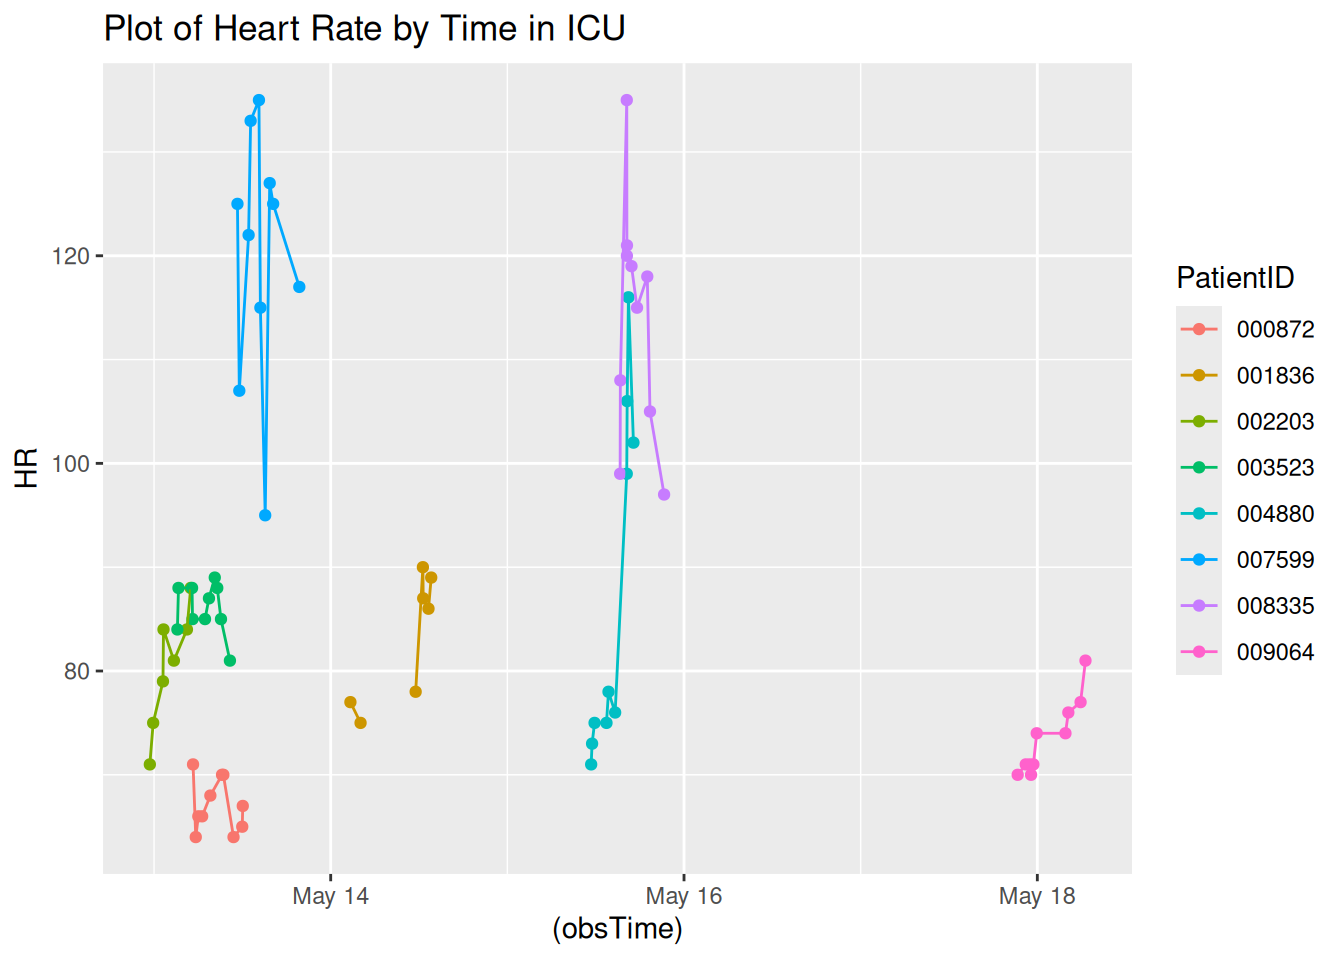 Plot of Heart Rate by Time in ICU
120
100
80
HR
May 14
May 16
May 18
(obsTime)
PatientID
000872
001836
002203
003523
004880
007599
008335
009064